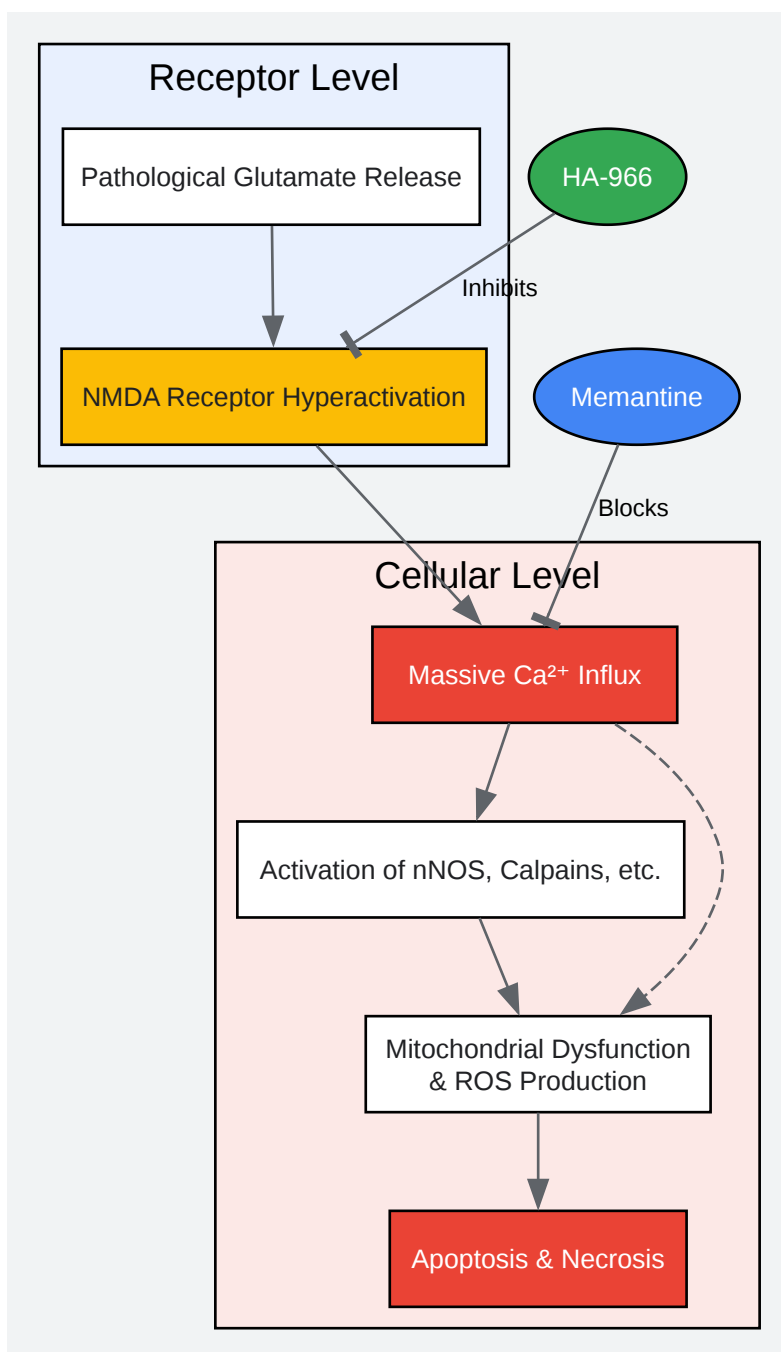 Receptor Level
Pathological Glutamate Release
HA-966
Inhibits
NMDA Receptor Hyperactivation
Memantine
Blocks
Cellular Level
Massive Ca²⁺ Influx
Activation of nNOS, Calpains, etc.
Mitochondrial Dysfunction
& ROS Production
Apoptosis & Necrosis